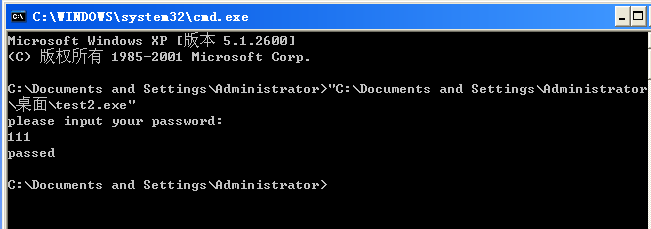 C:\WINDOWS\system32\cmd.exe
Microsoft Windows XP [版本 5.1.2600]
(C) 版权所有 1985-2001 Microsoft Corp.
C:\Documents and Settings\Administrator>"C:\Documents and Settings\Administrator
\桌面\test2.exe"
please input your password:
111
passed
C:\Documents and Settings\Administrator>